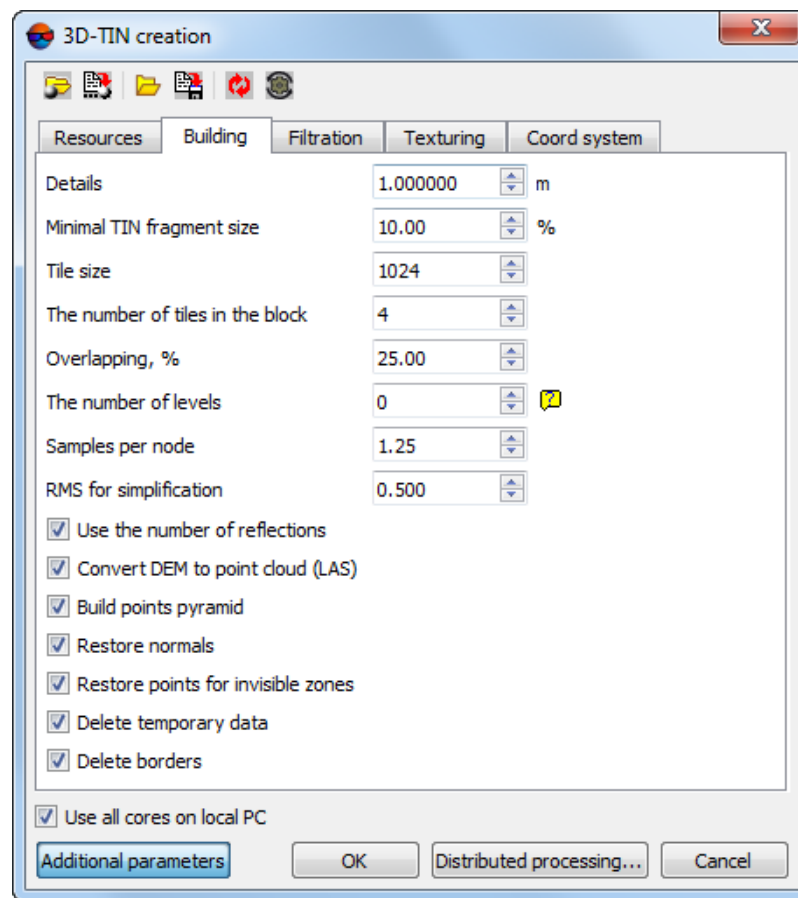 3D-TIN creation
Resources Building Filtration Texturing Coord system
Details 1.000000 m
Minimal TIN fragment size 10.00 %
Tile size 1024
The number of tiles in the block 4
Overlapping, % 25.00
The number of levels 0 ?
Samples per node 1.25
RMS for simplification 0.500
Use the number of reflections
Convert DEM to point cloud (LAS)
Build points pyramid
Restore normals
Restore points for invisible zones
Delete temporary data
Delete borders
Use all cores on local PC
Additional parameters OK Distributed processing... Cancel